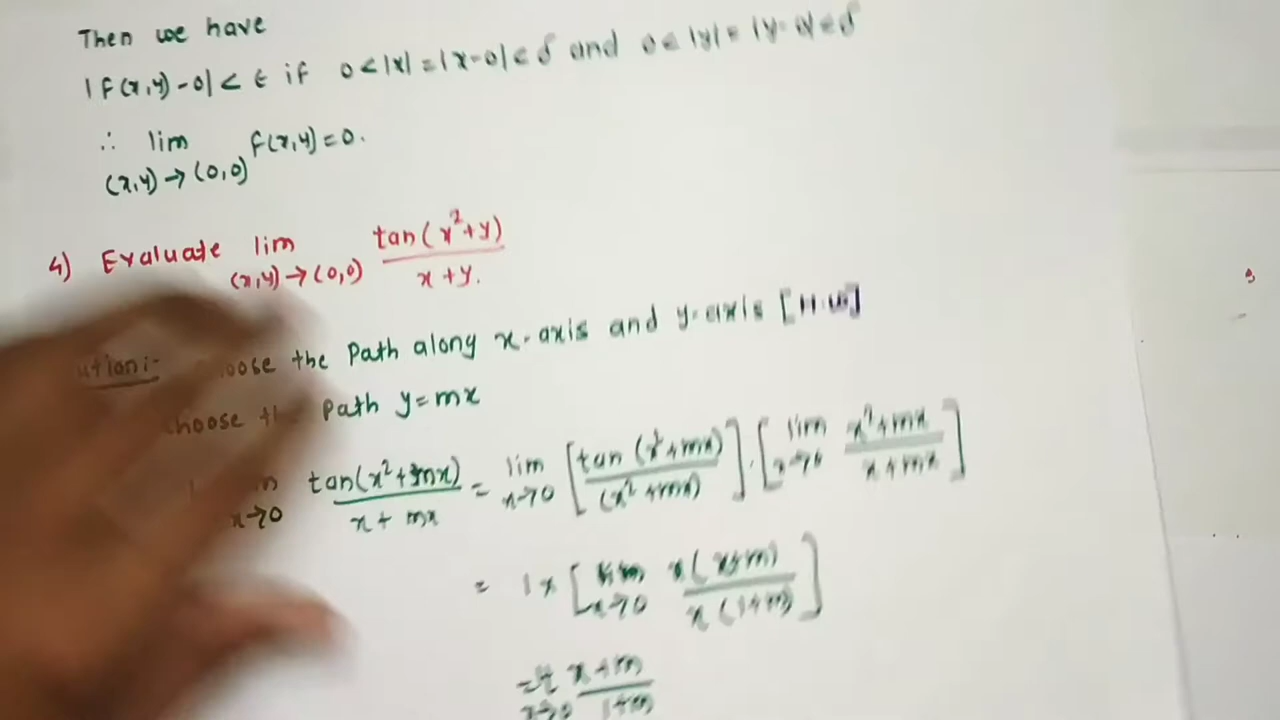 Then we have
|f(x,y)-0| < ε if 0<|x|=|x-0|<δ and 0<|y|=|y-0|<δ
∴ lim f(x,y)=0.
(x,y)→(0,0)
4) Evaluate lim tan(x²+y)
(x,y)→(0,0) x+y.
the path along x-axis and y-axis [H.W]
the path y=mx
tan(x²+mx) = lim [tan(x²+mx)] . [lim x²+mx]
x→0 x+mx x→0 (x²+mx) x→0 x+mx
= 1× [lim x(x+m)]
x→0 x(1+m)
= lt x+m
x→0 1+m